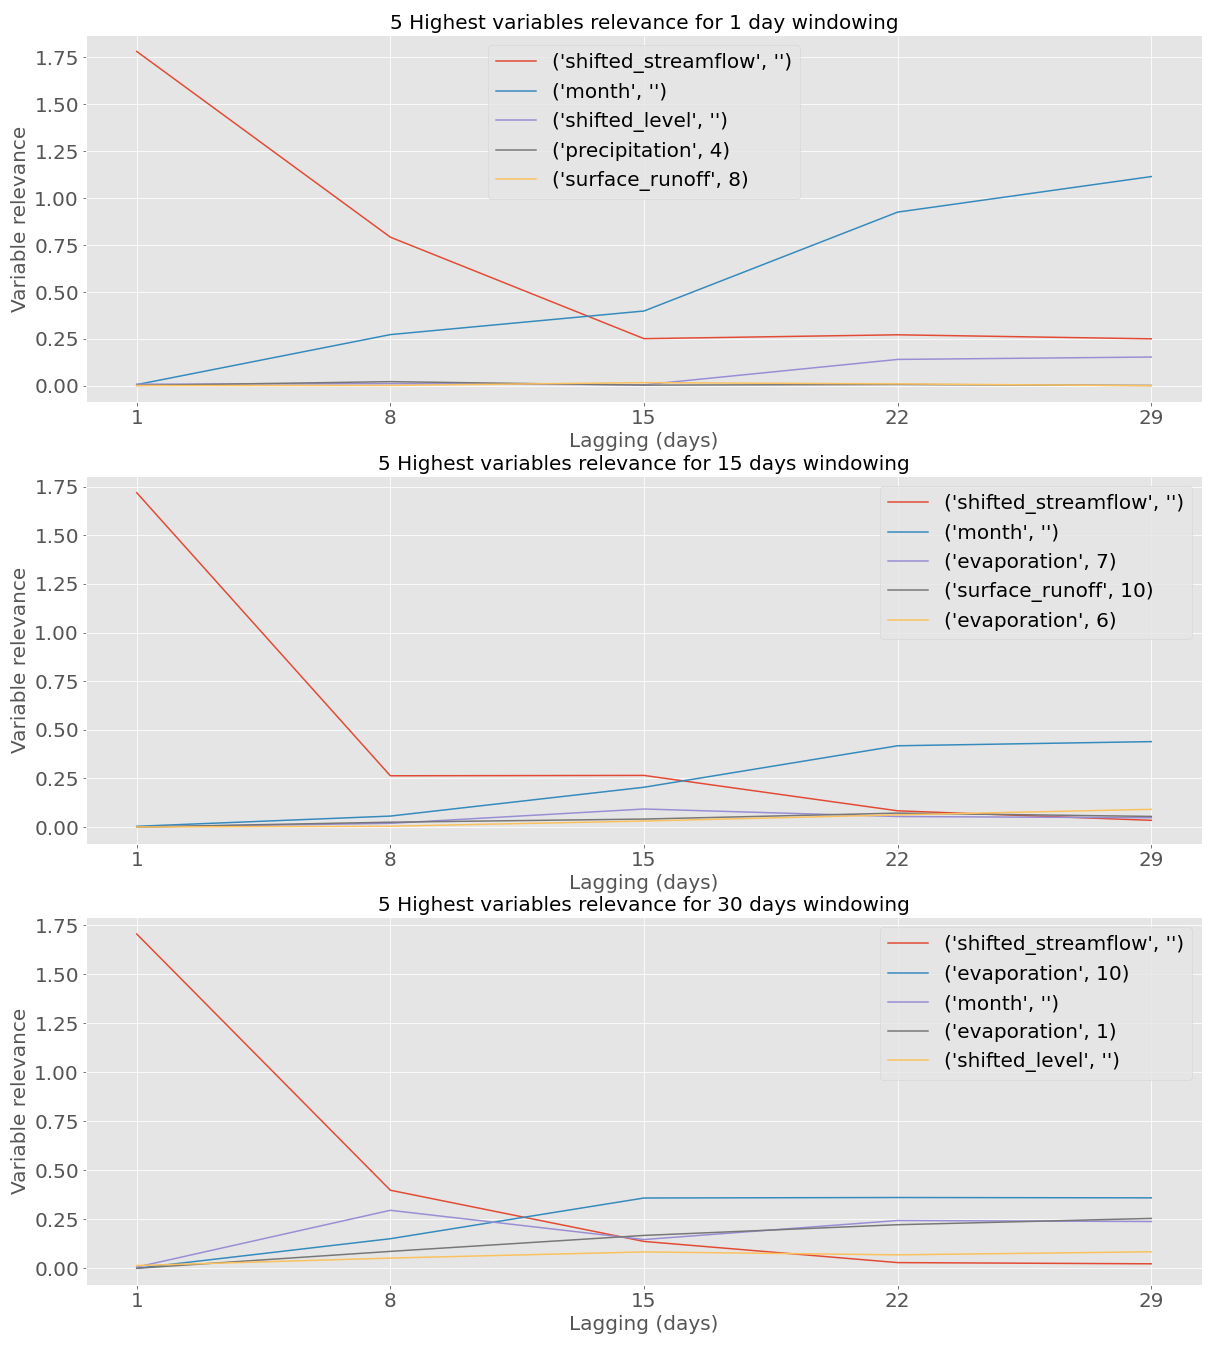 5 Highest variables relevance for 1 day windowing
Variable relevance
1.75
1.50
1.25
1.00
0.75
0.50
0.25
0.00
('shifted_streamflow', '')
('month', '')
('shifted_level', '')
('precipitation', 4)
('surface_runoff', 8)
1 8 15 22 29
Lagging (days)
5 Highest variables relevance for 15 days windowing
Variable relevance
1.75
1.50
1.25
1.00
0.75
0.50
0.25
0.00
('shifted_streamflow', '')
('month', '')
('evaporation', 7)
('surface_runoff', 10)
('evaporation', 6)
1 8 15 22 29
Lagging (days)
5 Highest variables relevance for 30 days windowing
Variable relevance
1.75
1.50
1.25
1.00
0.75
0.50
0.25
0.00
('shifted_streamflow', '')
('evaporation', 10)
('month', '')
('evaporation', 1)
('shifted_level', '')
1 8 15 22 29
Lagging (days)